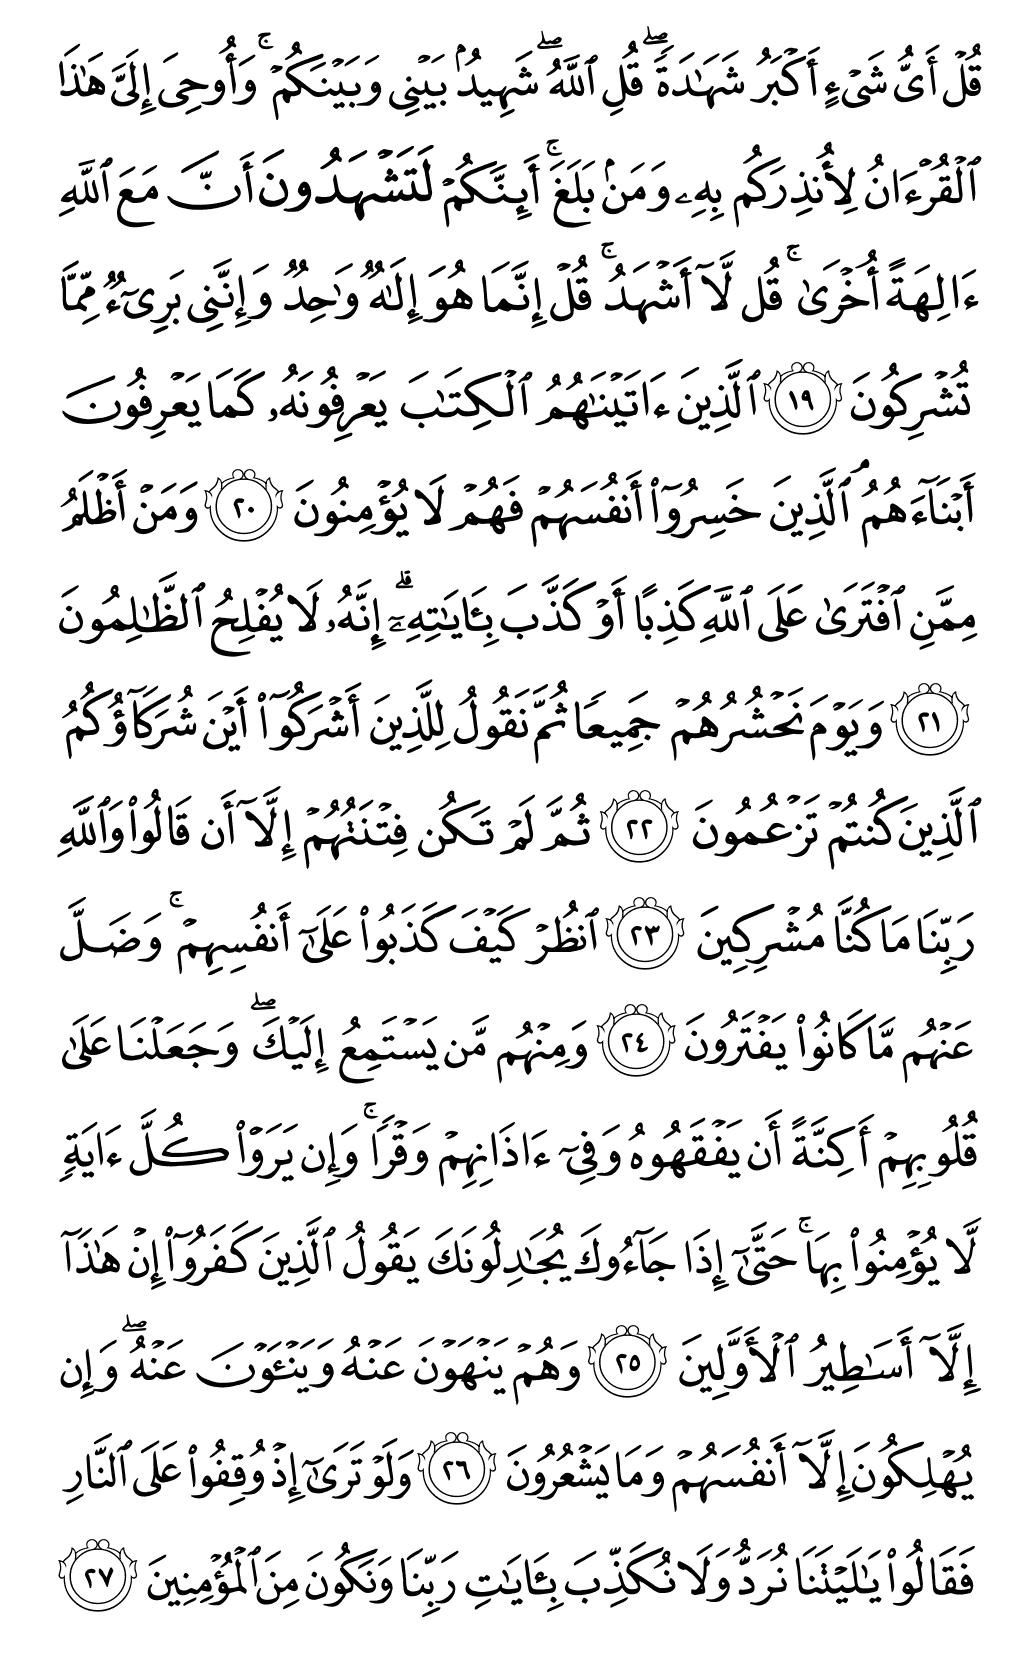 قُلْ أَىُّ شَىْءٍ أَكْبَرُ شَهَٰدَةً ۖ قُلِ ٱللَّهُ ۖ شَهِيدٌۢ بَيْنِى وَبَيْنَكُمْ ۚ وَأُوحِىَ إِلَىَّ هَٰذَا
ٱلْقُرْءَانُ لِأُنذِرَكُم بِهِۦ وَمَنۢ بَلَغَ ۚ أَئِنَّكُمْ لَتَشْهَدُونَ أَنَّ مَعَ ٱللَّهِ
ءَالِهَةً أُخْرَىٰ ۚ قُل لَّآ أَشْهَدُ ۚ قُلْ إِنَّمَا هُوَ إِلَٰهٌ وَٰحِدٌ وَإِنَّنِى بَرِىٓءٌ مِّمَّا
تُشْرِكُونَ ١٩ ٱلَّذِينَ ءَاتَيْنَٰهُمُ ٱلْكِتَٰبَ يَعْرِفُونَهُۥ كَمَا يَعْرِفُونَ
أَبْنَآءَهُمُ ۘ ٱلَّذِينَ خَسِرُوٓا۟ أَنفُسَهُمْ فَهُمْ لَا يُؤْمِنُونَ ٢٠ وَمَنْ أَظْلَمُ
مِمَّنِ ٱفْتَرَىٰ عَلَى ٱللَّهِ كَذِبًا أَوْ كَذَّبَ بِـَٔايَٰتِهِۦٓ ۗ إِنَّهُۥ لَا يُفْلِحُ ٱلظَّٰلِمُونَ
٢١ وَيَوْمَ نَحْشُرُهُمْ جَمِيعًا ثُمَّ نَقُولُ لِلَّذِينَ أَشْرَكُوٓا۟ أَيْنَ شُرَكَآؤُكُمُ
ٱلَّذِينَ كُنتُمْ تَزْعُمُونَ ٢٢ ثُمَّ لَمْ تَكُن فِتْنَتُهُمْ إِلَّآ أَن قَالُوا۟ وَٱللَّهِ
رَبِّنَا مَا كُنَّا مُشْرِكِينَ ٢٣ ٱنظُرْ كَيْفَ كَذَبُوا۟ عَلَىٰٓ أَنفُسِهِمْ ۚ وَضَلَّ
عَنْهُم مَّا كَانُوا۟ يَفْتَرُونَ ٢٤ وَمِنْهُم مَّن يَسْتَمِعُ إِلَيْكَ ۖ وَجَعَلْنَا عَلَىٰ
قُلُوبِهِمْ أَكِنَّةً أَن يَفْقَهُوهُ وَفِىٓ ءَاذَانِهِمْ وَقْرًا ۚ وَإِن يَرَوْا۟ كُلَّ ءَايَةٍ
لَّا يُؤْمِنُوا۟ بِهَا ۚ حَتَّىٰٓ إِذَا جَآءُوكَ يُجَٰدِلُونَكَ يَقُولُ ٱلَّذِينَ كَفَرُوٓا۟ إِنْ هَٰذَآ
إِلَّآ أَسَٰطِيرُ ٱلْأَوَّلِينَ ٢٥ وَهُمْ يَنْهَوْنَ عَنْهُ وَيَنْـَٔوْنَ عَنْهُ ۖ وَإِن
يُهْلِكُونَ إِلَّآ أَنفُسَهُمْ وَمَا يَشْعُرُونَ ٢٦ وَلَوْ تَرَىٰٓ إِذْ وُقِفُوا۟ عَلَى ٱلنَّارِ
فَقَالُوا۟ يَٰلَيْتَنَا نُرَدُّ وَلَا نُكَذِّبَ بِـَٔايَٰتِ رَبِّنَا وَنَكُونَ مِنَ ٱلْمُؤْمِنِينَ ٢٧